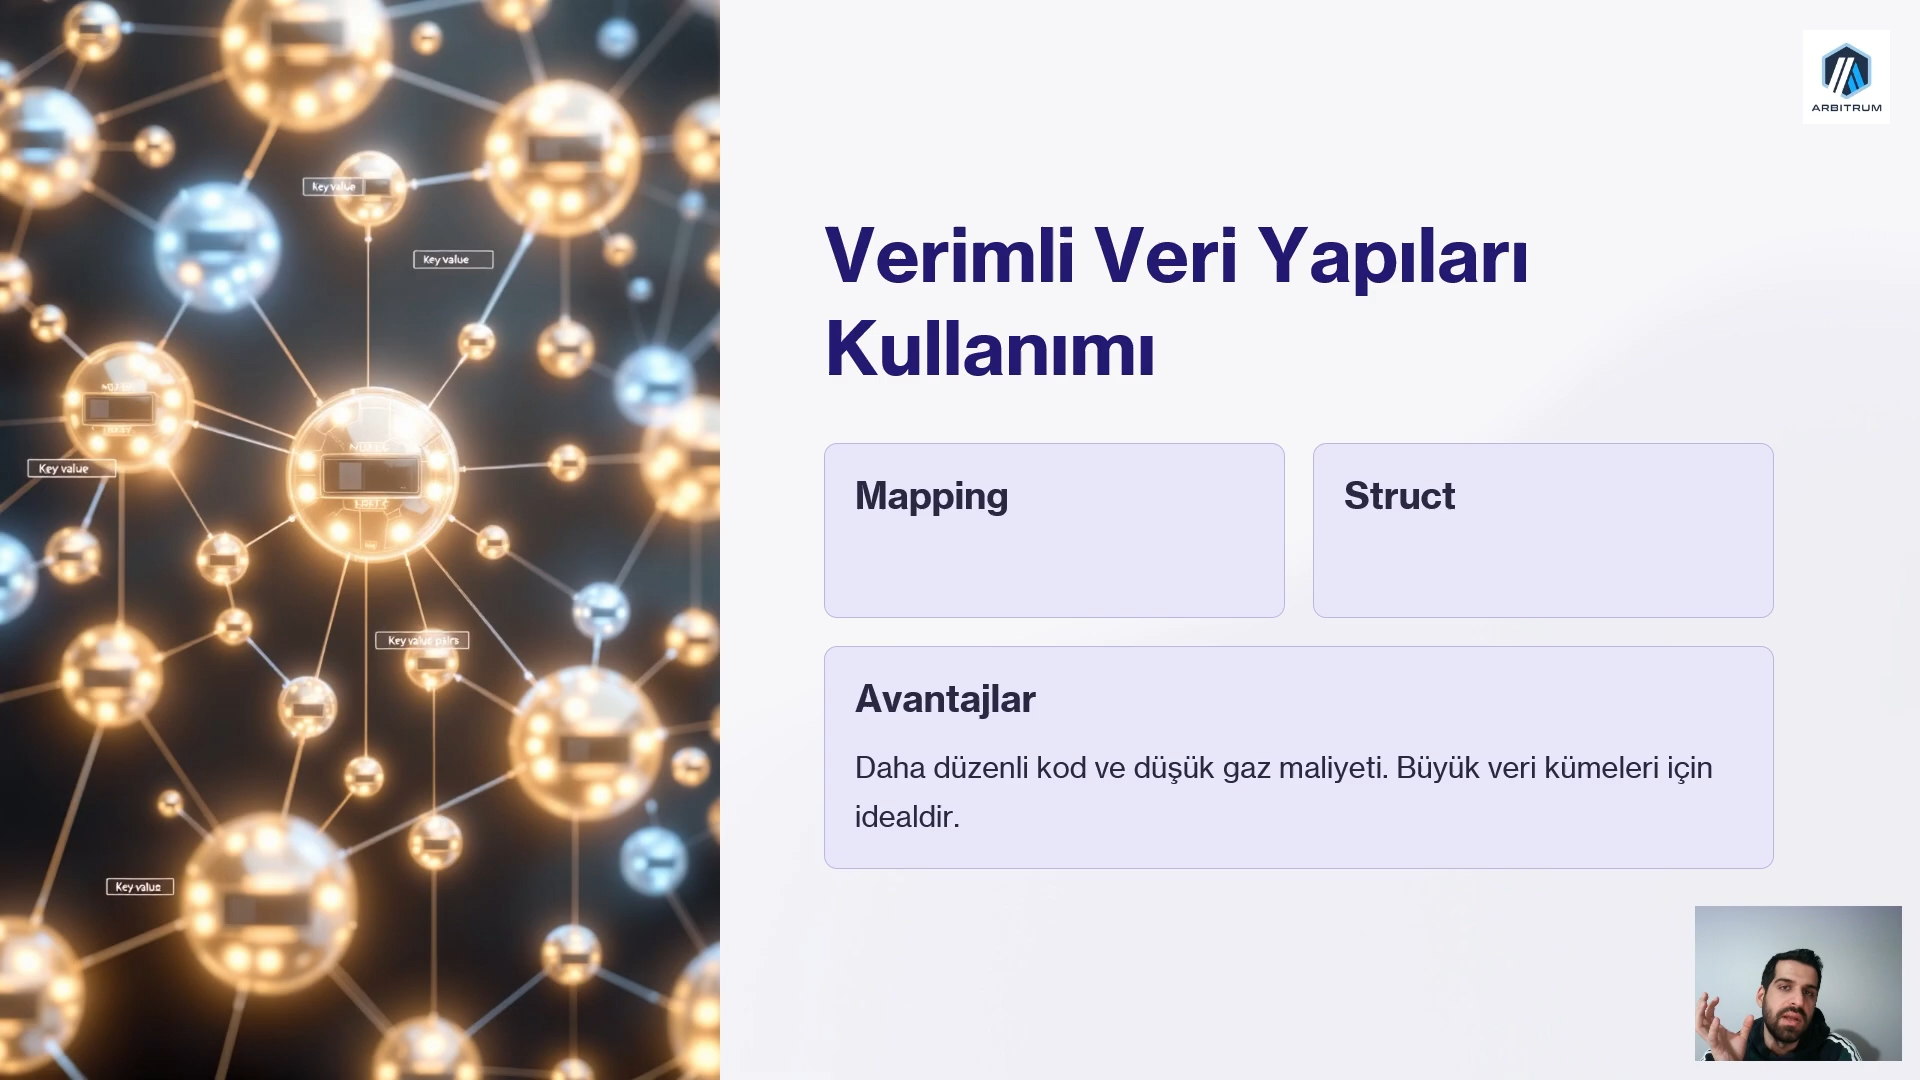 ARBITRUM
Verimli Veri Yapıları
Kullanımı
Mapping
Struct
Avantajlar
Daha düzenli kod ve düşük gaz maliyeti. Büyük veri kümeleri için
idealdir.
Key value
Key value
Key value
Key value pairs
Key value